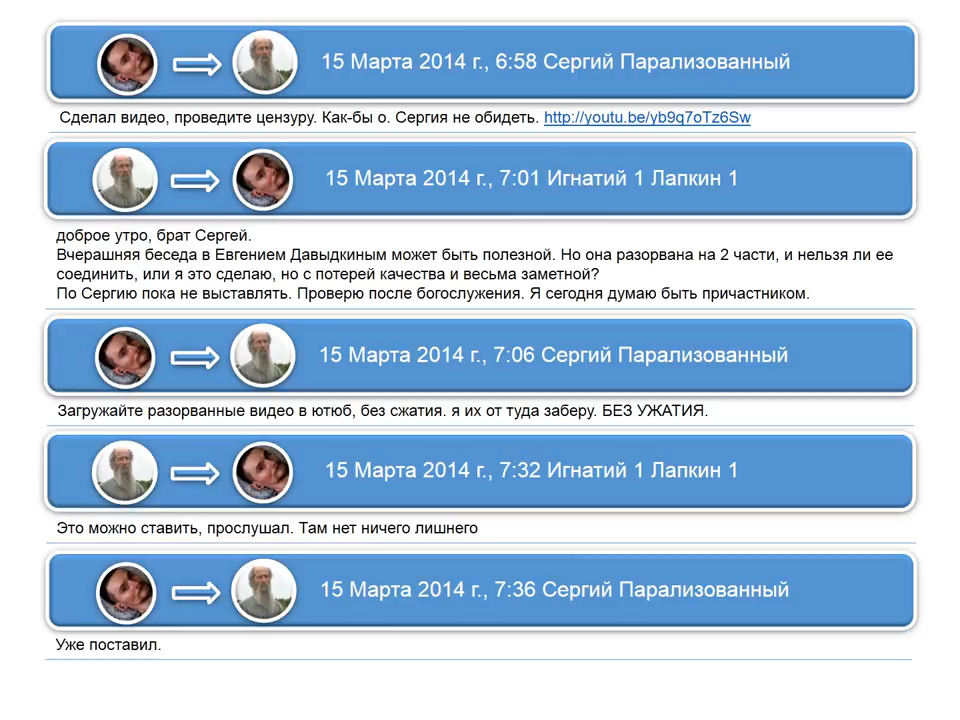 15 Марта 2014 г., 6:58 Сергий Парализованный
Сделал видео, проведите цензуру. Как-бы о. Сергия не обидеть. http://youtu.be/yb9q7oTz6Sw
15 Марта 2014 г., 7:01 Игнатий 1 Лапкин 1
доброе утро, брат Сергей.
Вчерашняя беседа в Евгением Давыдкиным может быть полезной. Но она разорвана на 2 части, и нельзя ли ее
соединить, или я это сделаю, но с потерей качества и весьма заметной?
По Сергию пока не выставлять. Проверю после богослужения. Я сегодня думаю быть причастником.
15 Марта 2014 г., 7:06 Сергий Парализованный
Загружайте разорванные видео в ютюб, без сжатия. я их от туда заберу. БЕЗ УЖАТИЯ.
15 Марта 2014 г., 7:32 Игнатий 1 Лапкин 1
Это можно ставить, прослушал. Там нет ничего лишнего
15 Марта 2014 г., 7:36 Сергий Парализованный
Уже поставил.